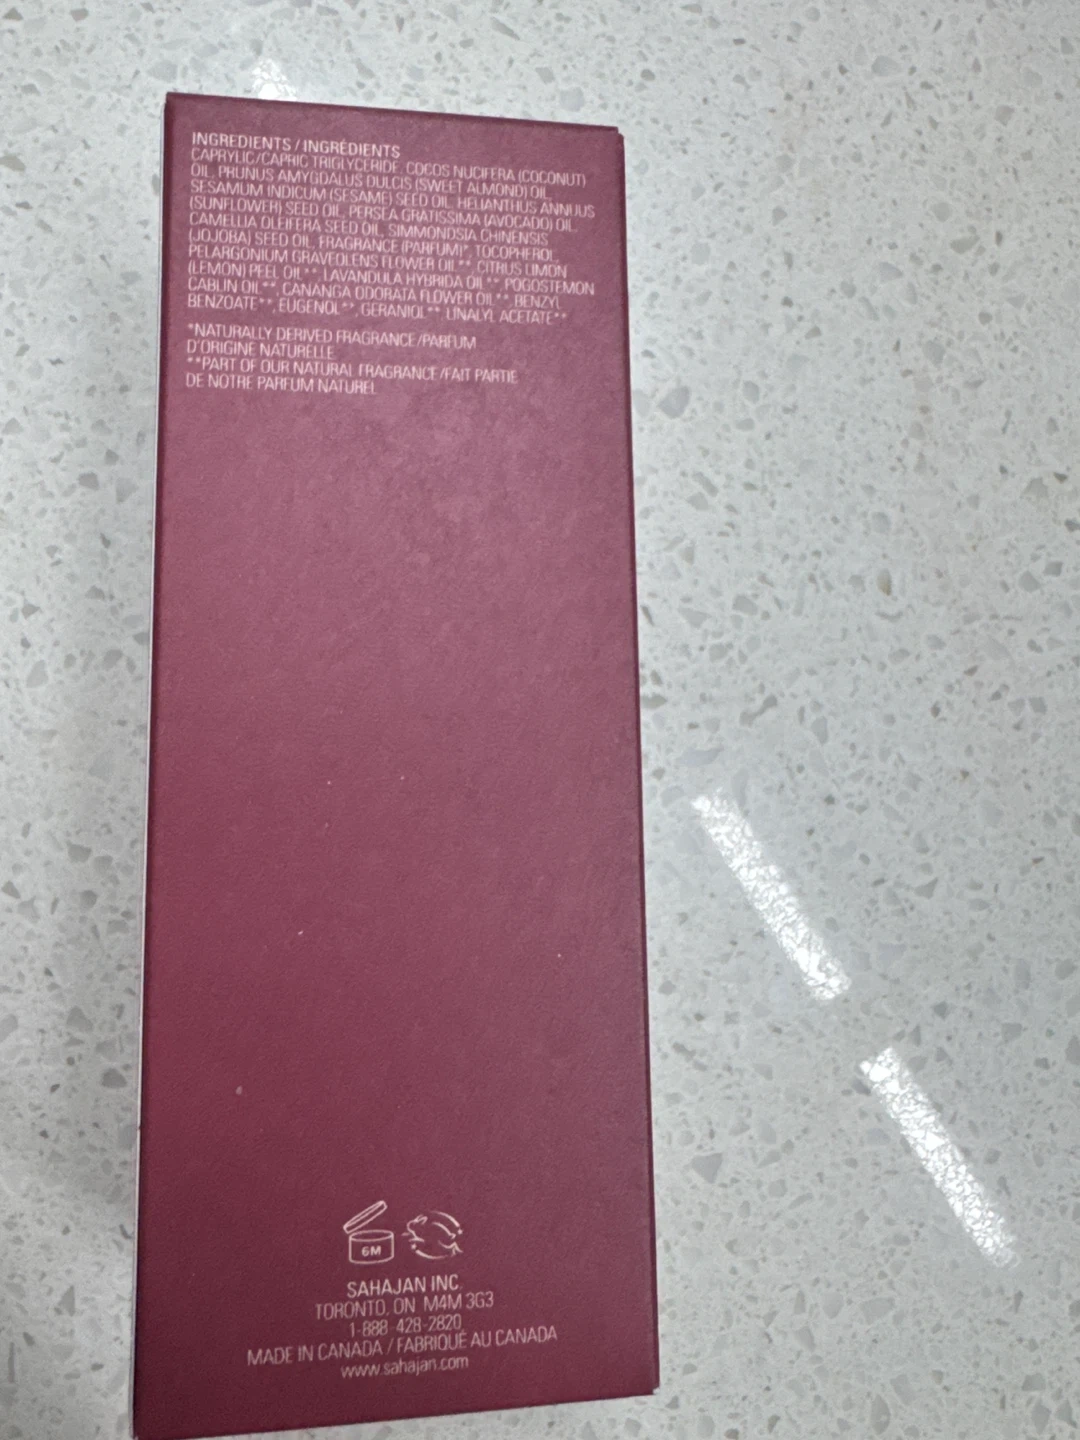 INGREDIENTS / INGRÉDIENTS
CAPRYLIC/CAPRIC TRIGLYCERIDE, COCOS NUCIFERA (COCONUT)
OIL, PRUNUS AMYGDALUS DULCIS (SWEET ALMOND) OIL,
SESAMUM INDICUM (SESAME) SEED OIL, HELIANTHUS ANNUUS
(SUNFLOWER) SEED OIL, PERSEA GRATISSIMA (AVOCADO) OIL,
CAMELLIA OLEIFERA SEED OIL, SIMMONDSIA CHINENSIS
(JOJOBA) SEED OIL, FRAGRANCE (PARFUM)*, TOCOPHEROL,
PELARGONIUM GRAVEOLENS FLOWER OIL**, CITRUS LIMON
(LEMON) PEEL OIL**, LAVANDULA HYBRIDA OIL**, POGOSTEMON
CABLIN OIL**, CANANGA ODORATA FLOWER OIL**, BENZYL
BENZOATE**, EUGENOL**, GERANIOL**, LINALYL ACETATE**
*NATURALLY DERIVED FRAGRANCE/PARFUM
D'ORIGINE NATURELLE
**PART OF OUR NATURAL FRAGRANCE/FAIT PARTIE
DE NOTRE PARFUM NATUREL
6M
SAHAJAN INC.
TORONTO, ON M4M 3G3
1-888-428-2820
MADE IN CANADA / FABRIQUÉ AU CANADA
www.sahajan.com